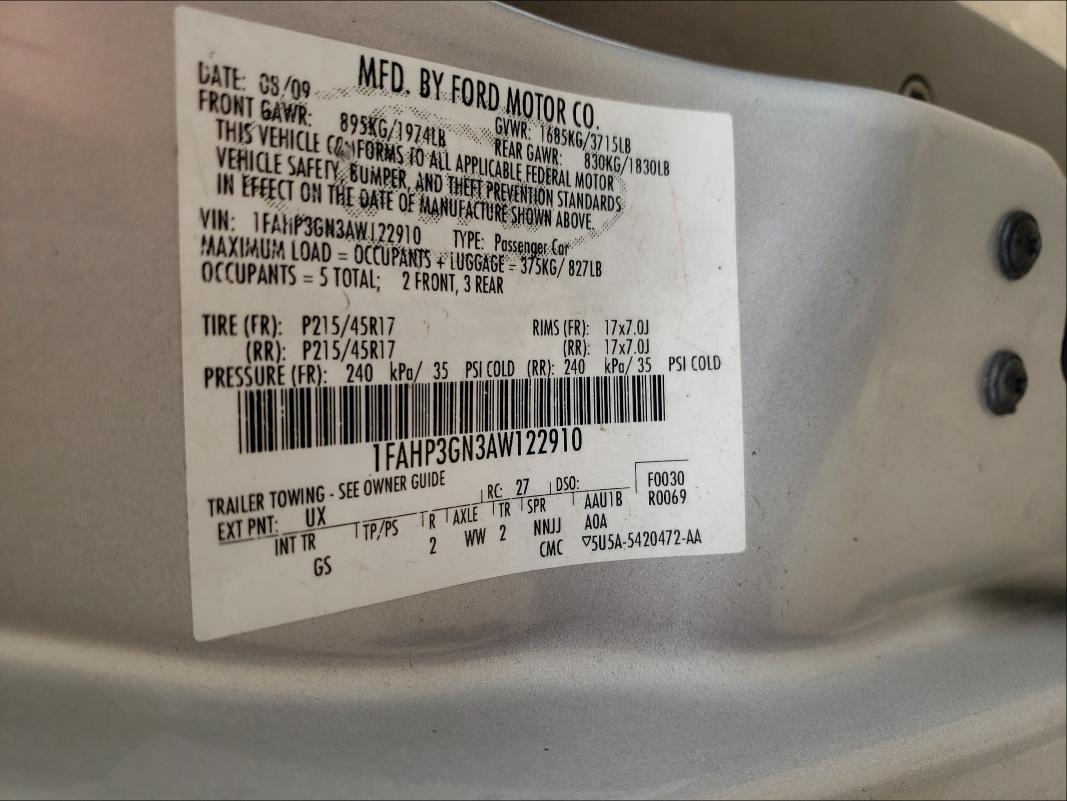 MFD. BY FORD MOTOR CO.
DATE: 08/09
GVWR: 1685KG/3715LB
FRONT GAWR: 895KG/1974LB REAR GAWR: 830KG/1830LB
THIS VEHICLE CONFORMS TO ALL APPLICABLE FEDERAL MOTOR
VEHICLE SAFETY, BUMPER, AND THEFT PREVENTION STANDARDS
IN EFFECT ON THE DATE OF MANUFACTURE SHOWN ABOVE.
VIN: 1FAHP3GN3AW122910 TYPE: Passenger Car
MAXIMUM LOAD = OCCUPANTS + LUGGAGE = 375KG/ 827LB
OCCUPANTS = 5 TOTAL; 2 FRONT, 3 REAR
TIRE (FR): P215/45R17 RIMS (FR): 17x7.0J
(RR): P215/45R17 (RR): 17x7.0J
PRESSURE (FR): 240 kPa/ 35 PSI COLD (RR): 240 kPa/ 35 PSI COLD
1FAHP3GN3AW122910
TRAILER TOWING - SEE OWNER GUIDE
F0030
EXT PNT: UX RC: 27 DSO: R0069
INT TR TP/PS R AXLE TR SPR AAU1B
GS 2 WW 2 NNJJ A0A
CMC ▽5U5A-5420472-AA